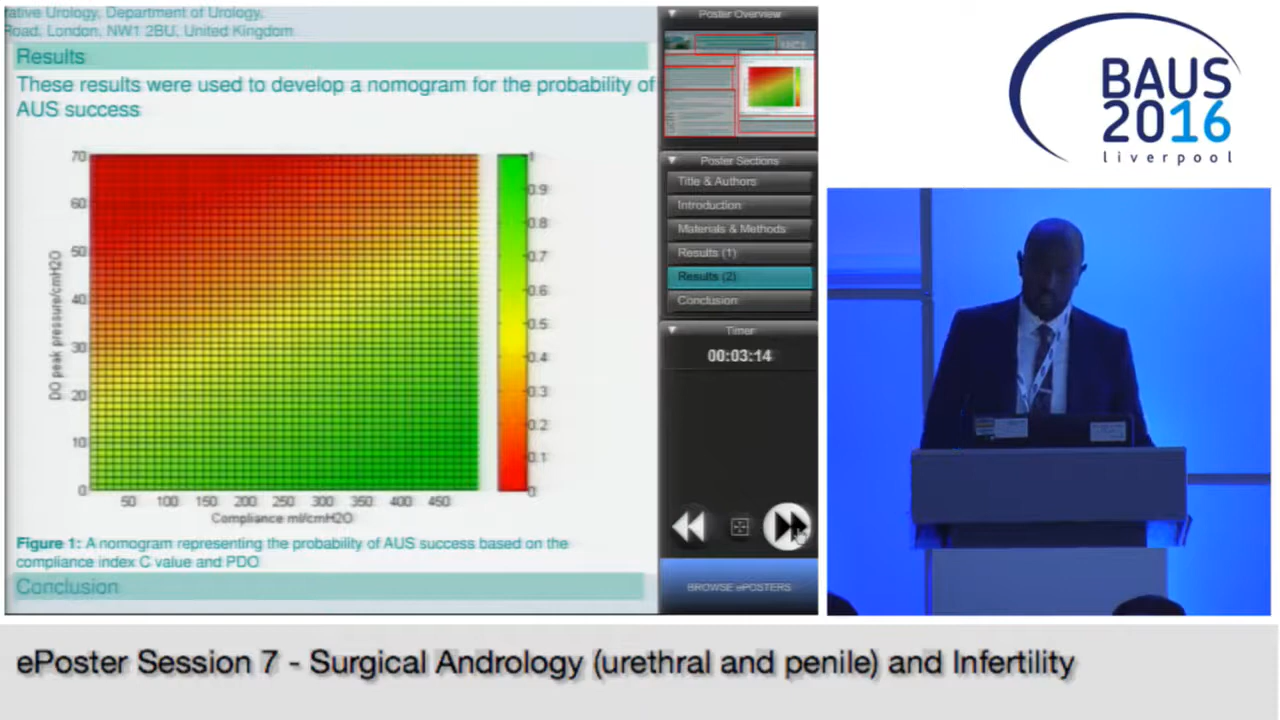 rative Urology, Department of Urology,
Road, London, NW1 2BU, United Kingdom
Results
These results were used to develop a nomogram for the probability of
AUS success
70
60
50
40
30
20
10
0
DO peak pressure/cmH2O
50 100 150 200 250 300 350 400 450
Compliance ml/cmH2O
1
0.9
0.8
0.7
0.6
0.5
0.4
0.3
0.2
0.1
0
Figure 1: A nomogram representing the probability of AUS success based on the
compliance index C value and PDO
Conclusion
Poster Overview
Poster Sections
Title & Authors
Introduction
Materials & Methods
Results (1)
Results (2)
Conclusion
Timer
00:03:14
BROWSE ePOSTERS
BAUS
2016
liverpool
ePoster Session 7 - Surgical Andrology (urethral and penile) and Infertility